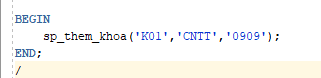 BEGIN
sp_them_khoa('K01','CNTT','0909');
END;
/